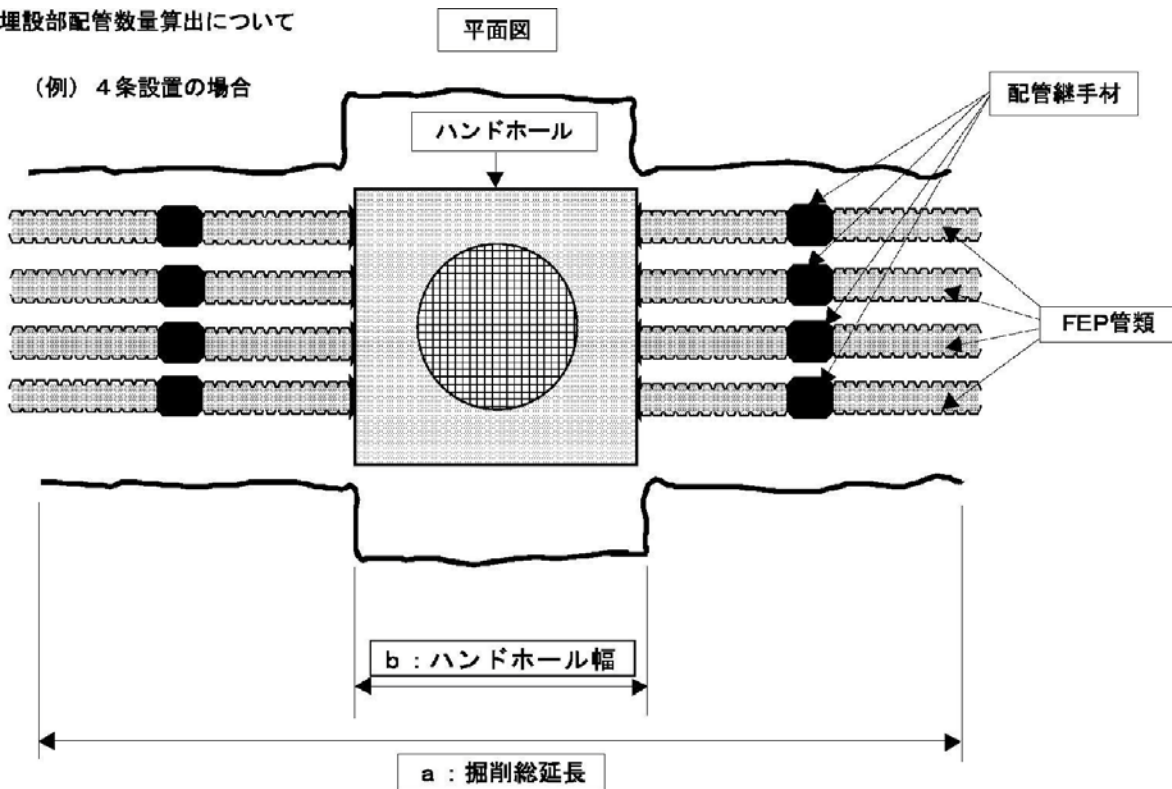 埋設部配管数量算出について
平面図
（例）４条設置の場合
配管継手材
ハンドホール
FEP管類
ｂ：ハンドホール幅
ａ：掘削総延長